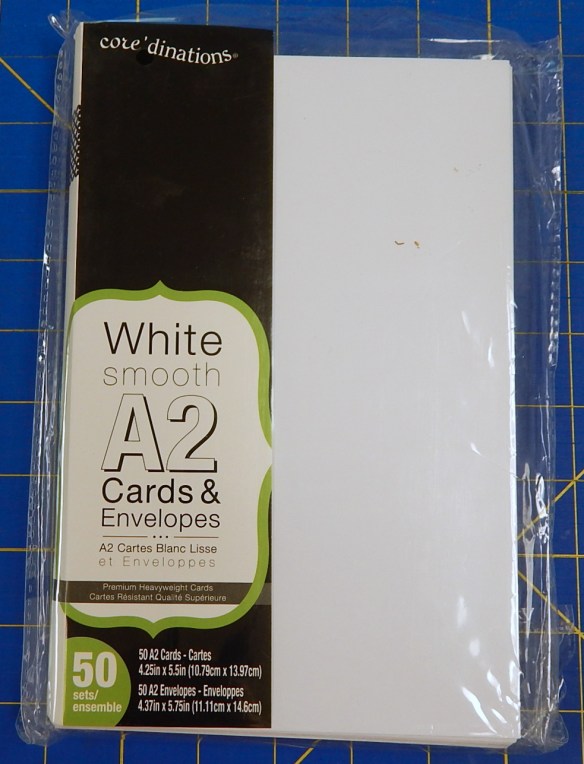 core'dinations®
White
smooth
A2
Cards &
Envelopes
A2 Cartes Blanc Lisse
et Enveloppes
Premium Heavyweight Cards
Cartes Résistant Qualité Supérieure
50
sets/
ensemble
50 A2 Cards - Cartes
4.25in x 5.5in (10.79cm x 13.97cm)
50 A2 Envelopes - Enveloppes
4.37in x 5.75in (11.11cm x 14.6cm)